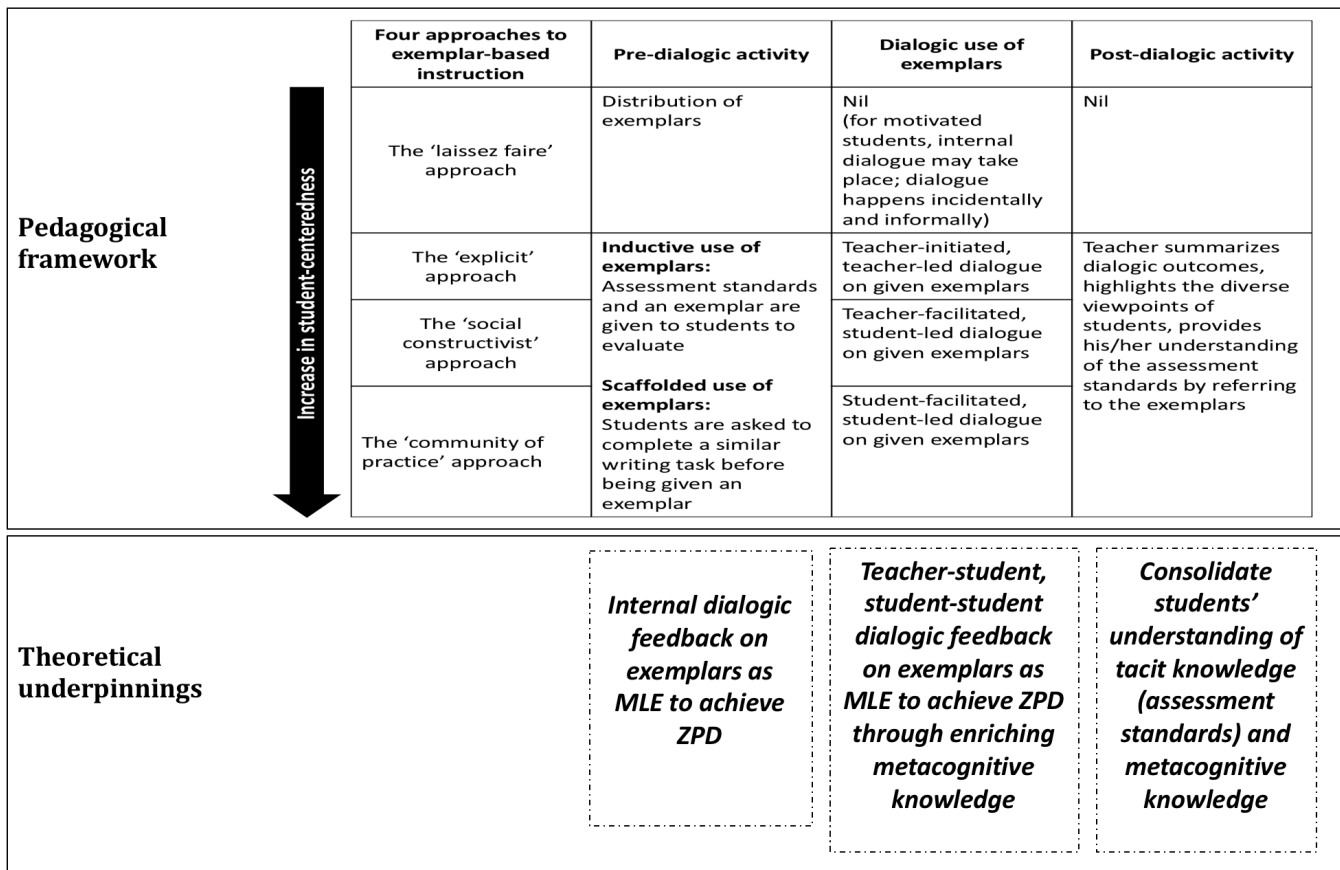 Pedagogical
framework
Increase in student-centeredness
Four approaches to
exemplar-based
instruction
Pre-dialogic activity
Dialogic use of
exemplars
Post-dialogic activity
The ‘laissez faire’
approach
Distribution of
exemplars
Nil
(for motivated
students, internal
dialogue may take
place; dialogue
happens incidentally
and informally)
Nil
The ‘explicit’
approach
Inductive use of
exemplars:
Assessment standards
and an exemplar are
given to students to
evaluate
Scaffolded use of
exemplars:
Students are asked to
complete a similar
writing task before
being given an
exemplar
Teacher-initiated,
teacher-led dialogue
on given exemplars
Teacher summarizes
dialogic outcomes,
highlights the diverse
viewpoints of
students, provides
his/her understanding
of the assessment
standards by referring
to the exemplars
The ‘social
constructivist’
approach
Teacher-facilitated,
student-led dialogue
on given exemplars
The ‘community of
practice’ approach
Student-facilitated,
student-led dialogue
on given exemplars
Theoretical
underpinnings
Internal dialogic
feedback on
exemplars as
MLE to achieve
ZPD
Teacher-student,
student-student
dialogic feedback
on exemplars as
MLE to achieve ZPD
through enriching
metacognitive
knowledge
Consolidate
students’
understanding of
tacit knowledge
(assessment
standards) and
metacognitive
knowledge